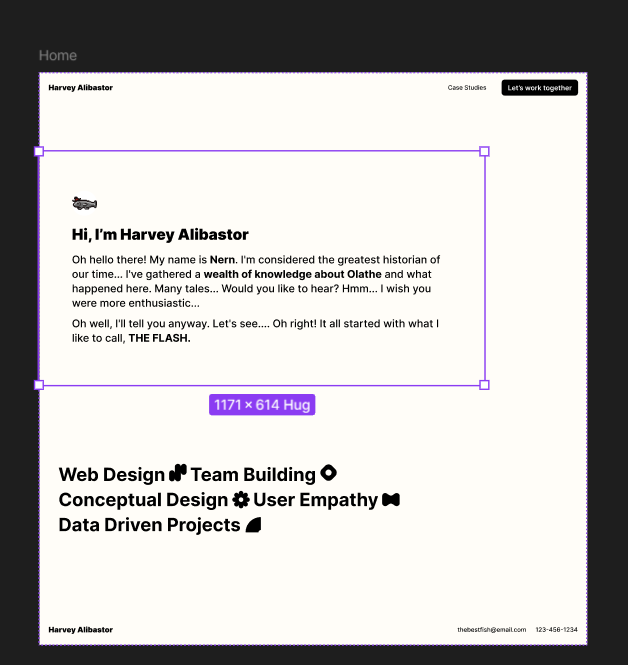 Home
Harvey Alibastor
Case Studies
Let's work together
Hi, I'm Harvey Alibastor
Oh hello there! My name is Nern. I'm considered the greatest historian of
our time... I've gathered a wealth of knowledge about Olathe and what
happened here. Many tales... Would you like to hear? Hmm... I wish you
were more enthusiastic...
Oh well, I'll tell you anyway. Let's see.... Oh right! It all started with what I
like to call, THE FLASH.
1171 × 614 Hug
Web Design Team Building
Conceptual Design User Empathy
Data Driven Projects
Harvey Alibastor
thebestfish@email.com
123-456-1234